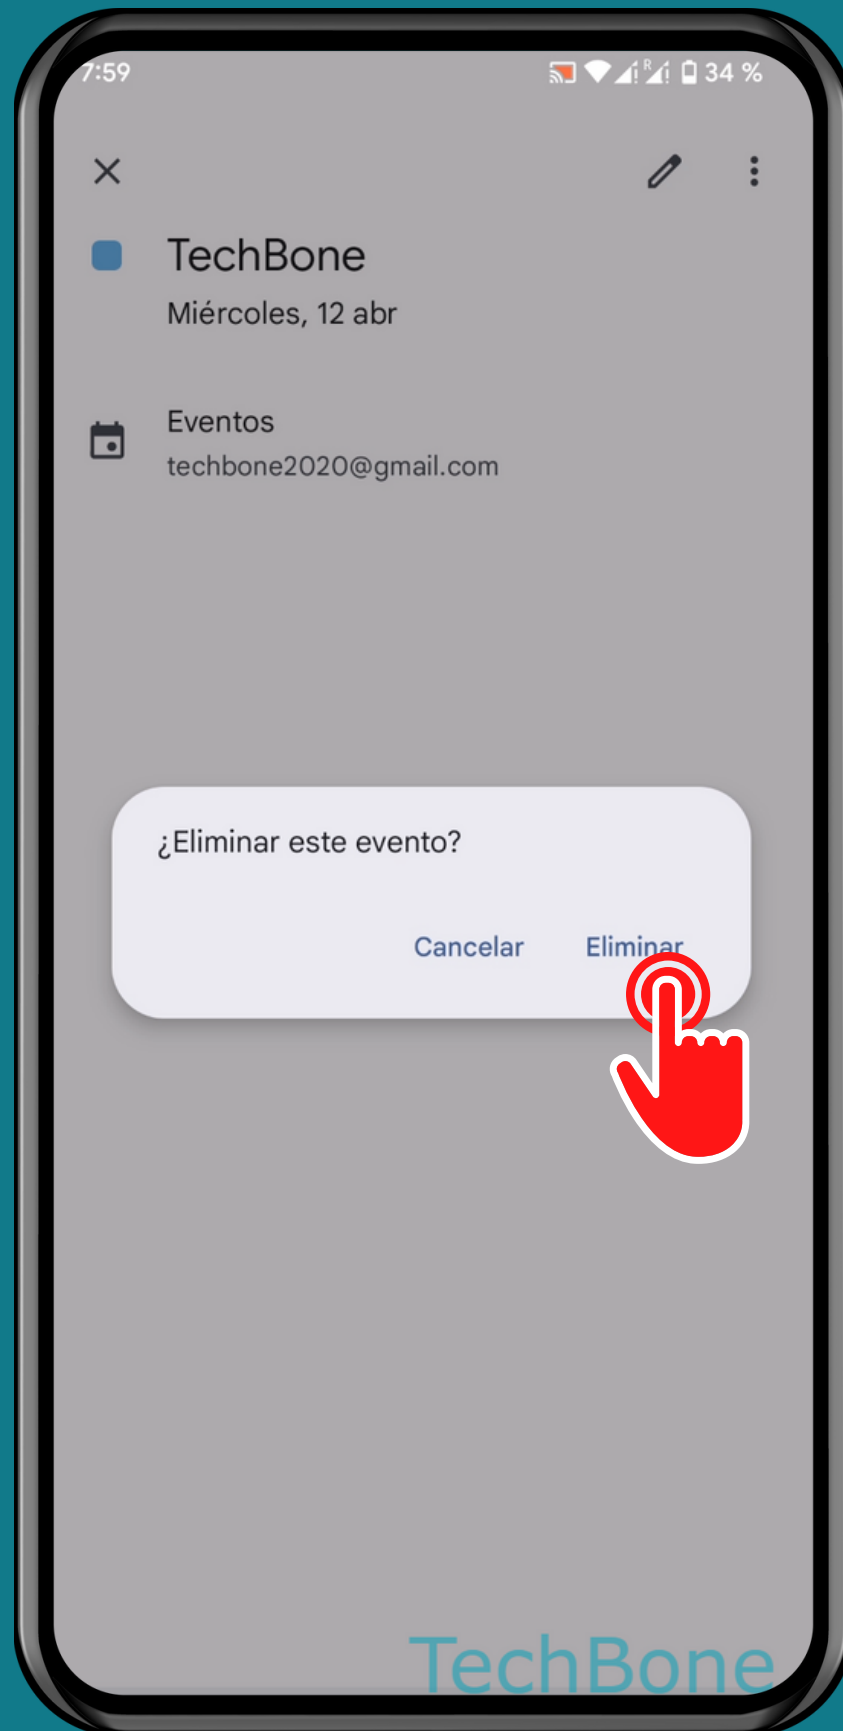 7:59
R
34 %
TechBone
Miércoles, 12 abr
Eventos
techbone2020@gmail.com
¿Eliminar este evento?
Cancelar Eliminar
TechBone